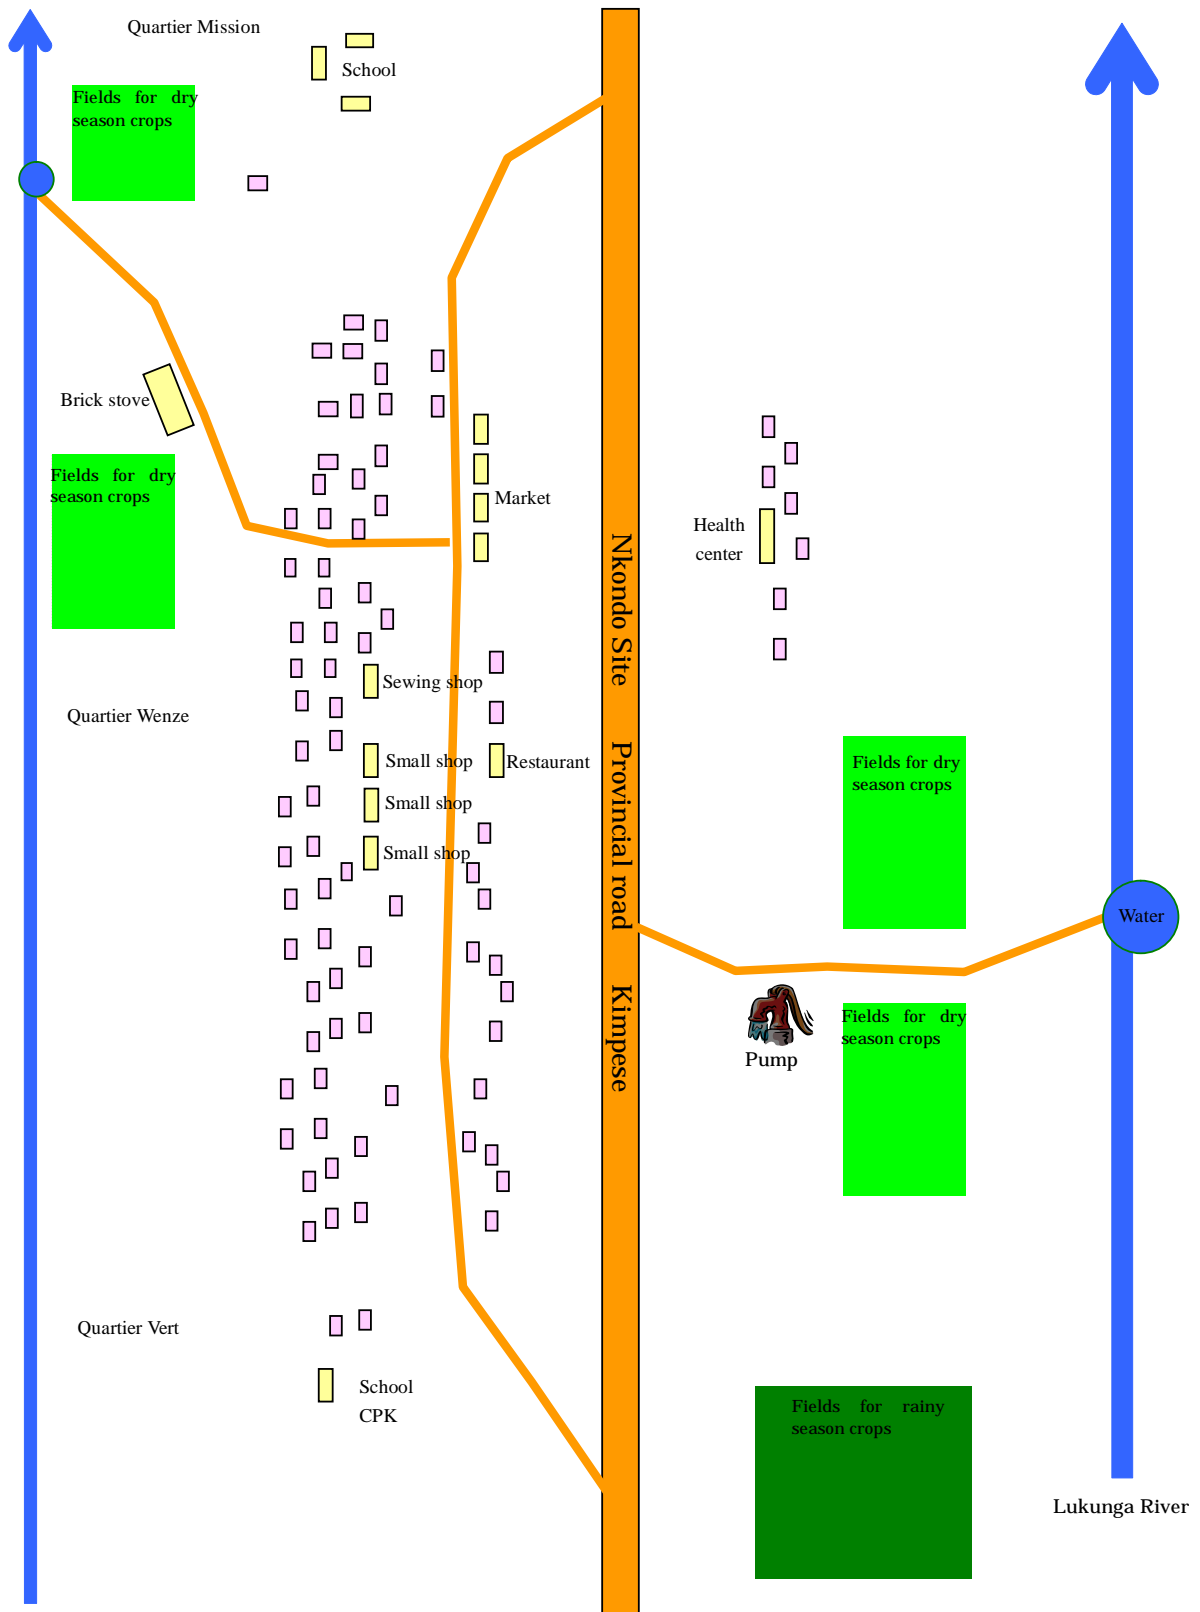 Quartier Mission
School
Fields for dry
season crops
Brick stove
Fields for dry
season crops
Market
Health
center
Nkondo Site Provincial road Kimpese
Sewing shop
Quartier Wenze
Small shop
Restaurant
Small shop
Small shop
Fields for dry
season crops
Water
Fields for dry
season crops
Pump
Quartier Vert
School
CPK
Fields for rainy
season crops
Lukunga River